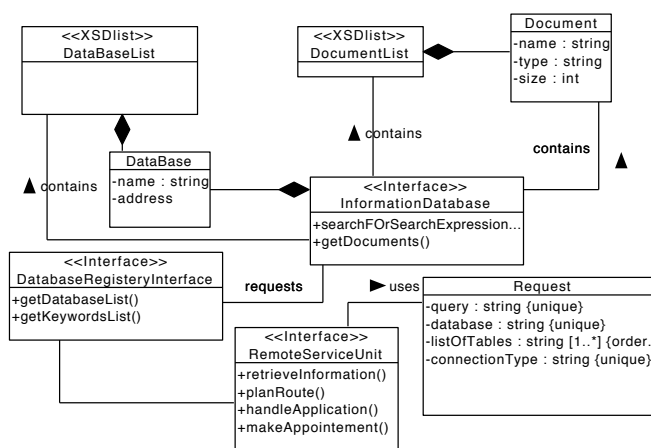 <<XSDlist>>
DataBaseList
<<XSDlist>>
DocumentList
Document
-name : string
-type : string
-size : int
contains
contains
contains
DataBase
-name : string
-address
<<Interface>>
InformationDatabase
+searchFOrSearchExpression...
+getDocuments()
<<Interface>>
DatabaseRegisteryInterface
+getDatabaseList()
+getKeywordsList()
requests
uses
Request
-query : string {unique}
-database : string {unique}
-listOfTables : string [1..*] {order.
-connectionType : string {unique}
<<Interface>>
RemoteServiceUnit
+retrieveInformation()
+planRoute()
+handleApplication()
+makeAppointement()